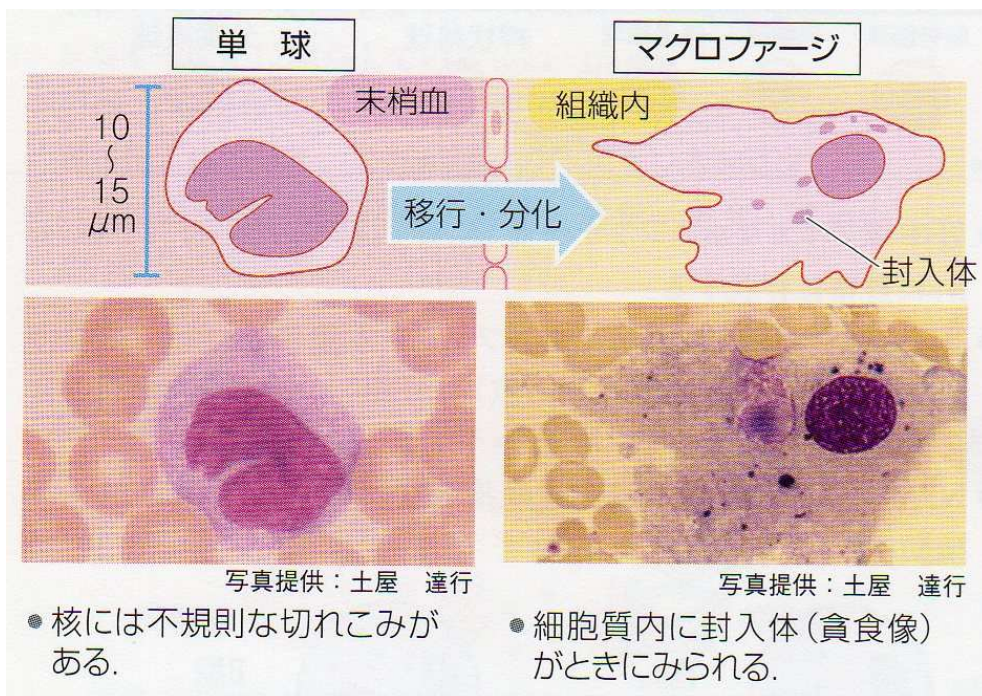 単 球
マクロファージ
末梢血
組織内
10
〜
15
μm
移行・分化
封入体
写真提供：土屋 達行
写真提供：土屋 達行
● 核には不規則な切れこみが
ある.
● 細胞質内に封入体（貪食像）
がときにみられる.